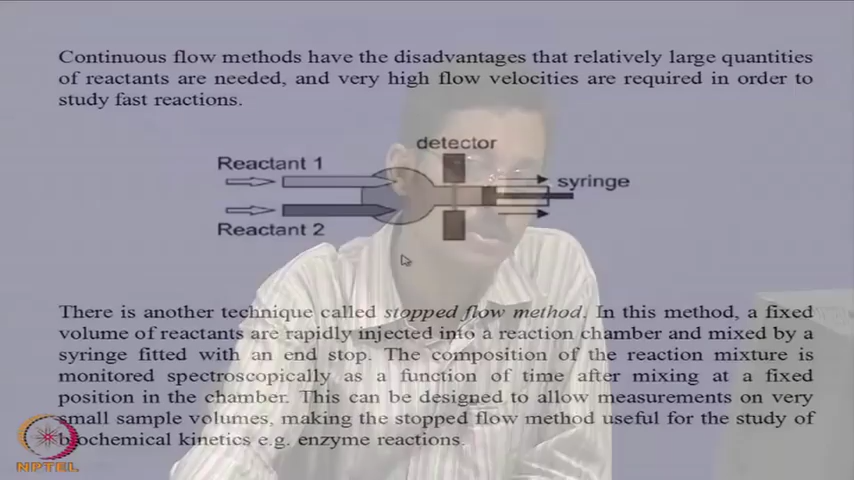 Continuous flow methods have the disadvantages that relatively large quantities
of reactants are needed, and very high flow velocities are required in order to
study fast reactions.
detector
Reactant 1
syringe
Reactant 2
There is another technique called stopped flow method. In this method, a fixed
volume of reactants are rapidly injected into a reaction chamber and mixed by a
syringe fitted with an end stop. The composition of the reaction mixture is
monitored spectroscopically as a function of time after mixing at a fixed
position in the chamber. This can be designed to allow measurements on very
small sample volumes, making the stopped flow method useful for the study of
biochemical kinetics e.g. enzyme reactions.
NPTEL